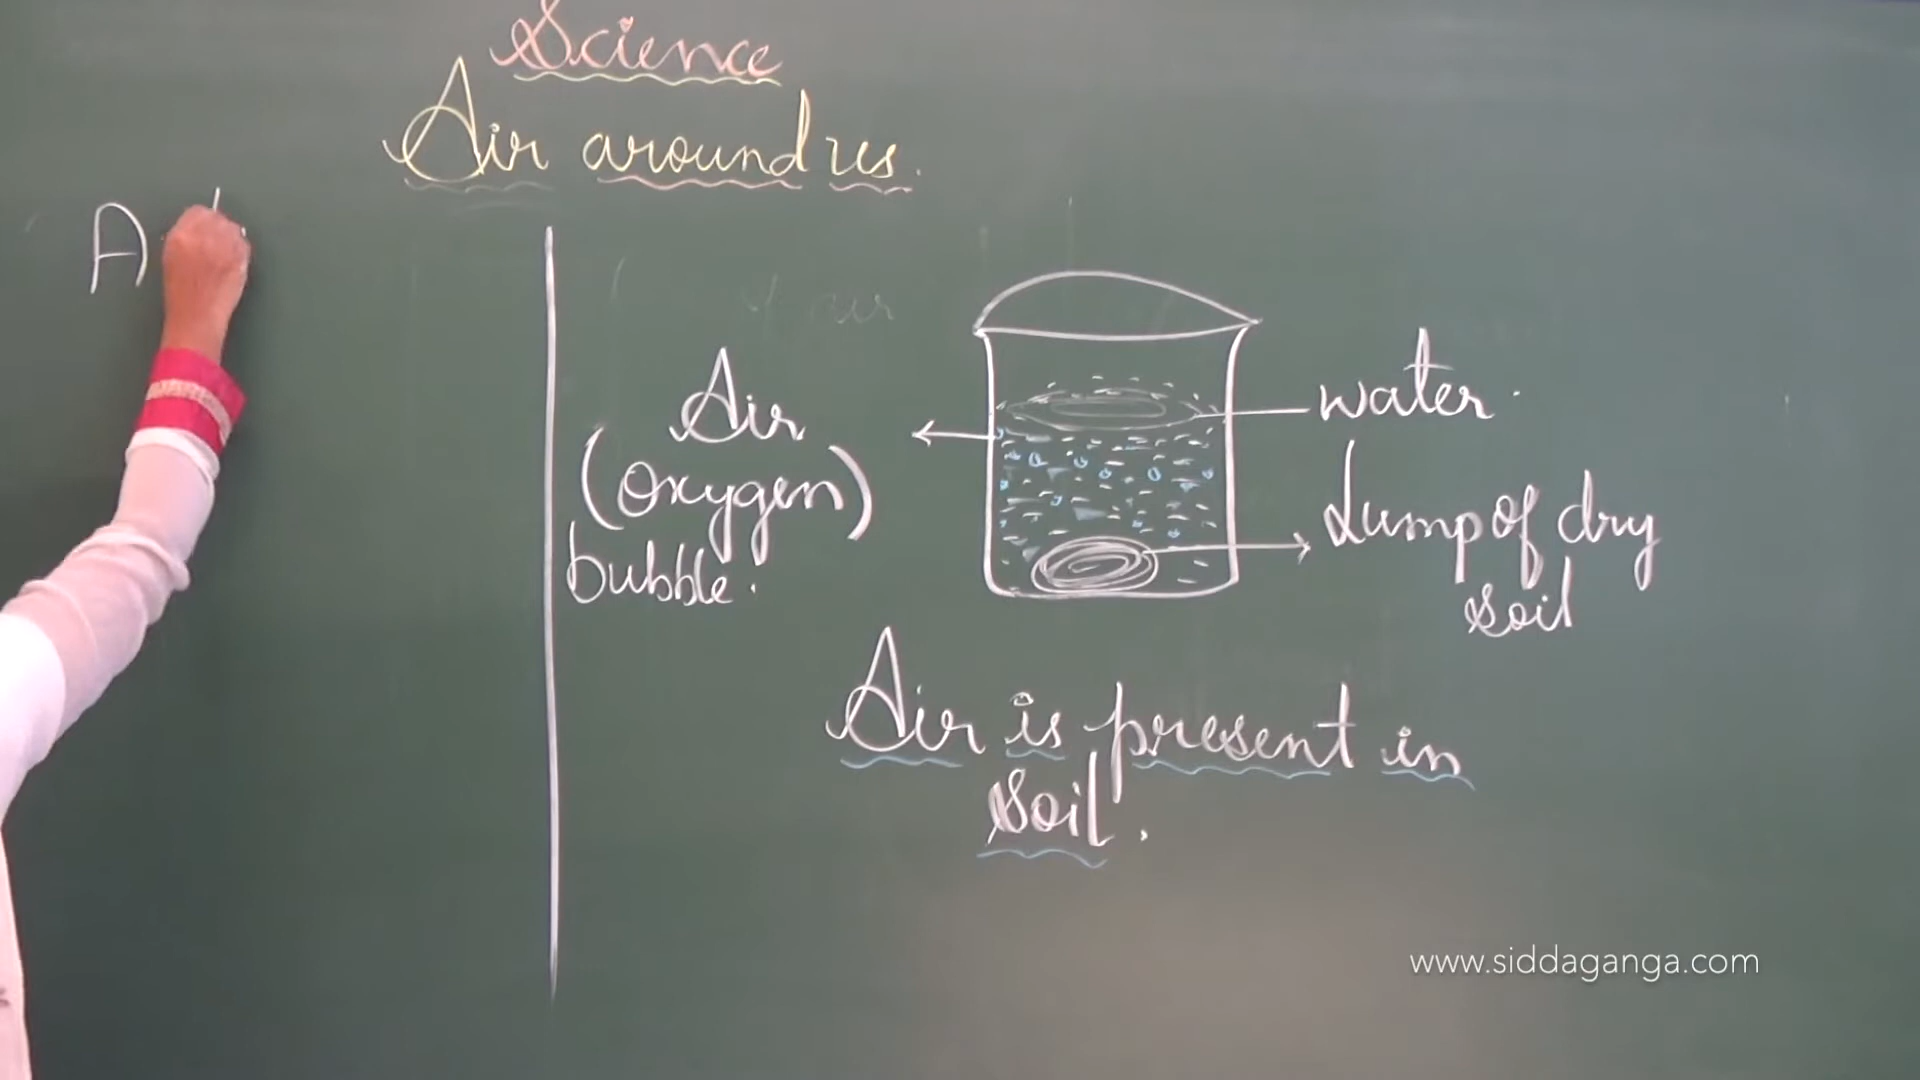 Science
Air around us.
A
Air
(oxygen)
bubble.
water.
Lump of dry
soil
Air is present in
soil.
www.siddaganga.com